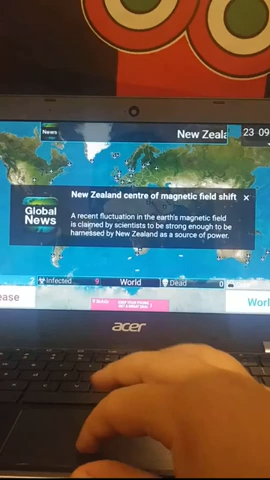 News
New Zeala
23 09
New Zealand centre of magnetic field shift
Global
News
A recent fluctuation in the earth's magnetic field
is claimed by scientists to be strong enough to be
harnessed by New Zealand as a source of power.
Infected
World
Dead
0
ease
Worl
acer